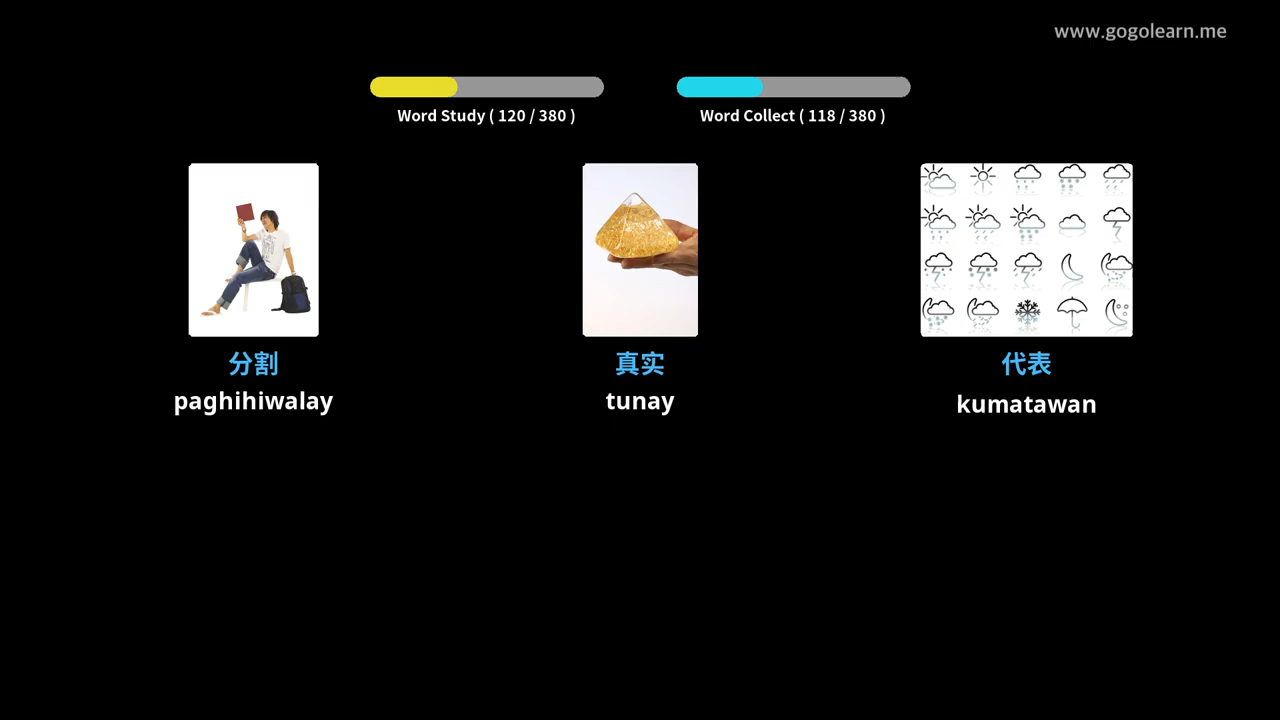 www.gogolearn.me
Word Study ( 120 / 380 )
Word Collect ( 118 / 380 )
分割
paghihiwalay
真实
tunay
代表
kumatawan